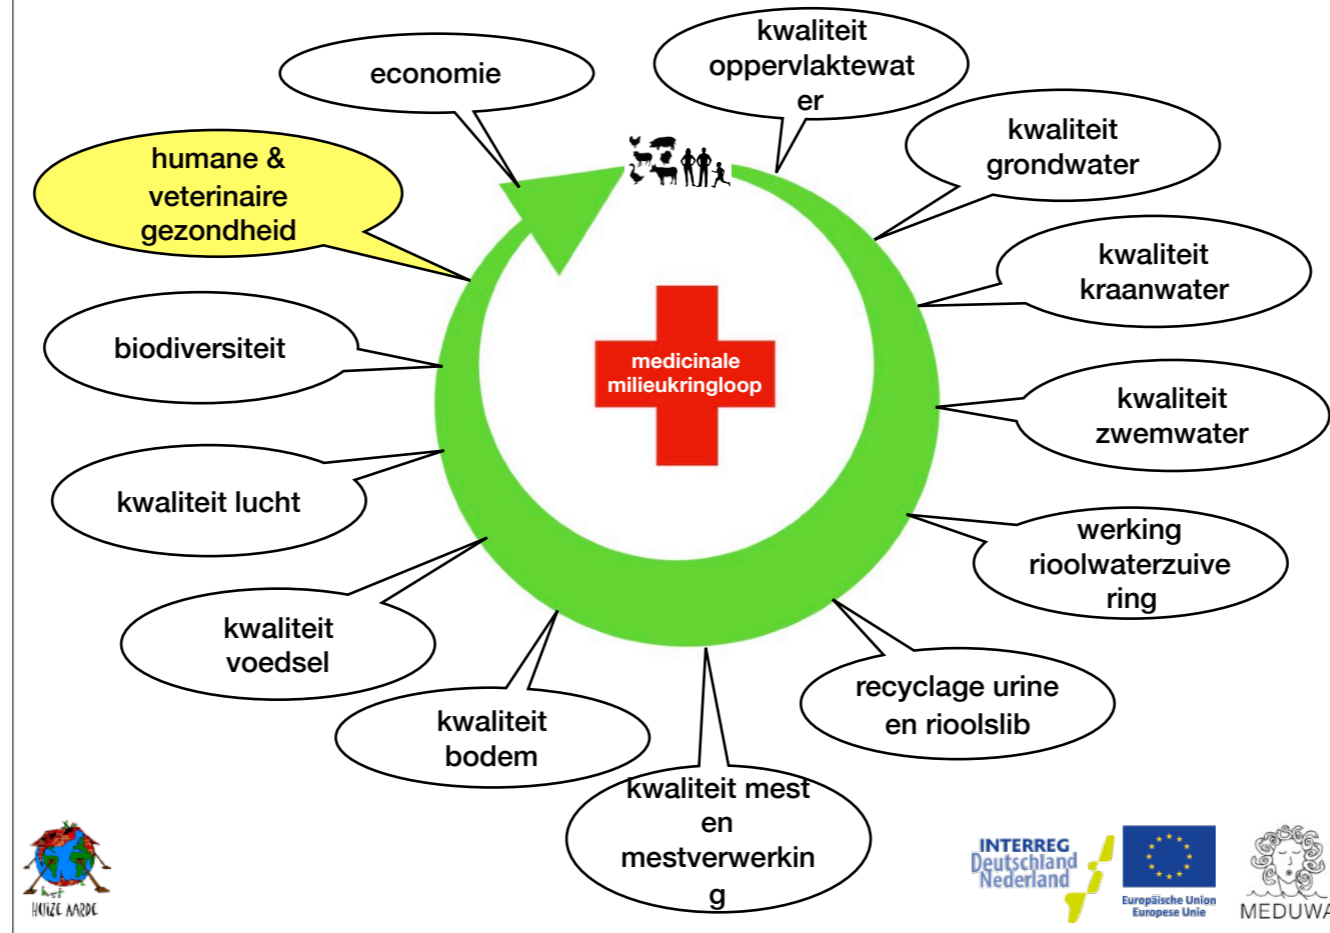 economie
kwaliteit
oppervlaktewat
er
humane &
veterinaire
gezondheid
kwaliteit
grondwater
kwaliteit
kraanwater
biodiversiteit
medicinale
milieukringloop
kwaliteit
zwemwater
kwaliteit lucht
werking
rioolwaterzuive
ring
kwaliteit
voedsel
recyclage urine
en rioolslib
kwaliteit
bodem
kwaliteit mest
en
mestverwerkin
g
HUIZE AARDE
INTERREG
Deutschland
Nederland
Europäische Union
Europese Unie
MEDUWA